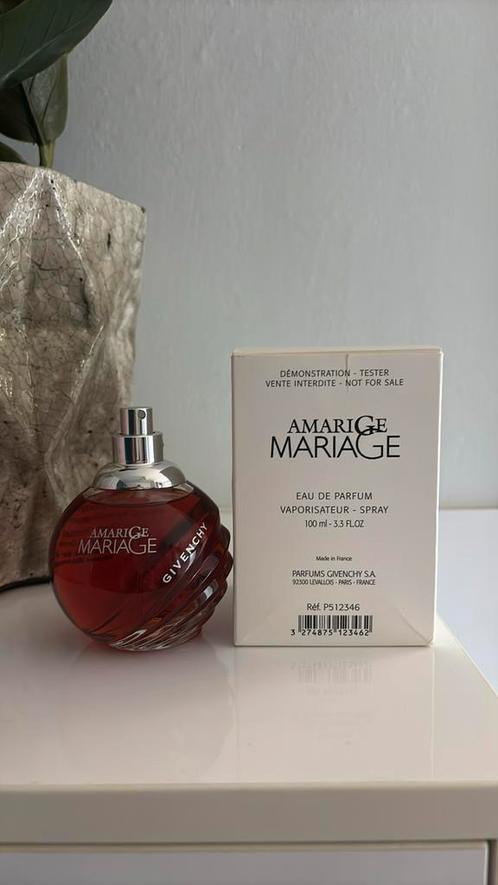 DÉMONSTRATION - TESTER
VENTE INTERDITE - NOT FOR SALE
AMARIGE
MARIAGE
EAU DE PARFUM
VAPORISATEUR - SPRAY
100 ml - 3.3 FL.OZ
Made in France
PARFUMS GIVENCHY S.A.
92300 LEVALLOIS - PARIS - FRANCE
Réf. P512346
3 274875 123462
AMARIGE
MARIAGE
GIVENCHY